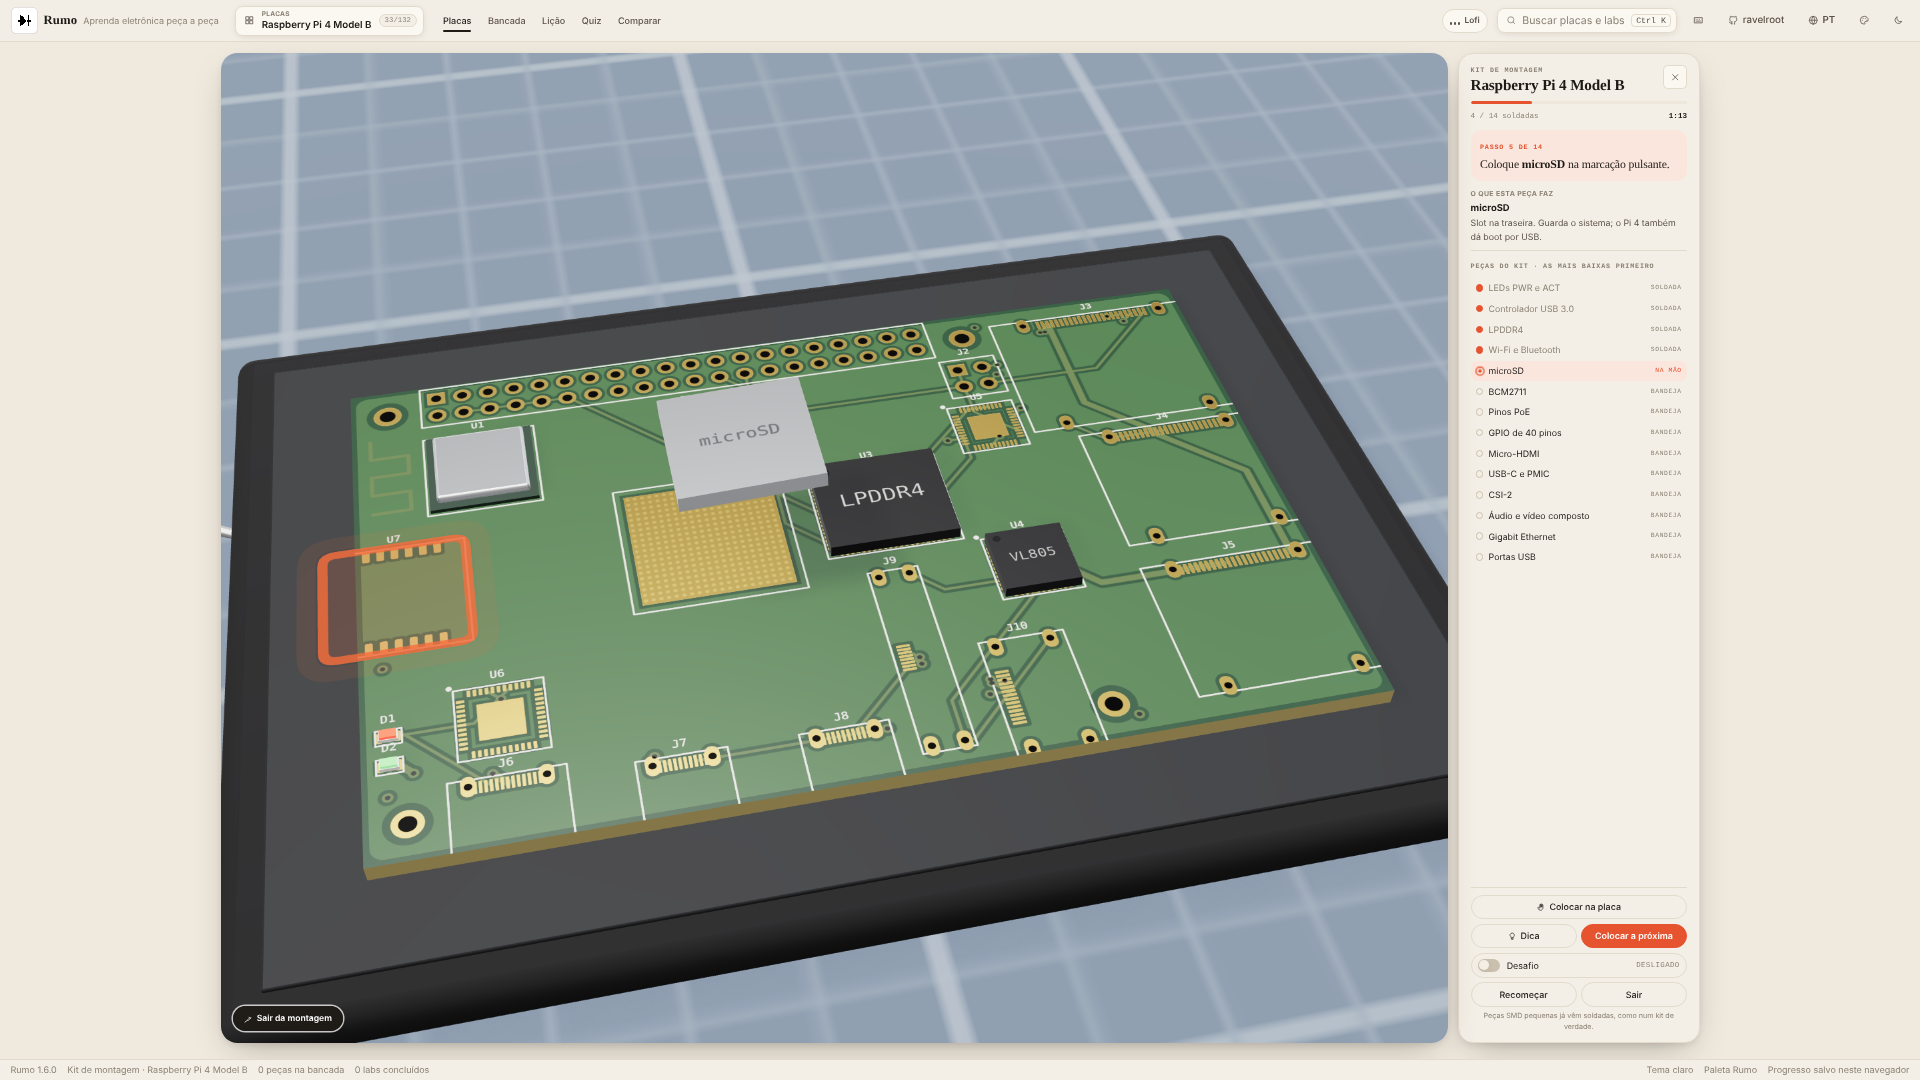 Rumo Aprenda eletrônica peça a peça
PLACAS
Raspberry Pi 4 Model B
33/132
Placas Bancada Lição Quiz Comparar
Lofi
Buscar placas e labs Ctrl K
ravelroot
PT
KIT DE MONTAGEM
Raspberry Pi 4 Model B
4 / 14 soldadas 1:13
PASSO 5 DE 14
Coloque microSD na marcação pulsante.
O QUE ESTA PEÇA FAZ
microSD
Slot na traseira. Guarda o sistema; o Pi 4 também
dá boot por USB.
PEÇAS DO KIT · AS MAIS BAIXAS PRIMEIRO
LEDs PWR e ACT SOLDADA
Controlador USB 3.0 SOLDADA
LPDDR4 SOLDADA
Wi-Fi e Bluetooth SOLDADA
microSD NA MÃO
BCM2711 BANDEJA
Pinos PoE BANDEJA
GPIO de 40 pinos BANDEJA
Micro-HDMI BANDEJA
USB-C e PMIC BANDEJA
CSI-2 BANDEJA
Áudio e vídeo composto BANDEJA
Gigabit Ethernet BANDEJA
Portas USB BANDEJA
Colocar na placa
Dica
Colocar a próxima
Desafio DESLIGADO
Recomeçar
Sair
Peças SMD pequenas já vêm soldadas, como num kit de
verdade.
J3
J2
U5
J4
U1
microSD
U3
LPDDR4
U4
VL805
J5
U7
J9
J10
U6
D1
D2
J6
J7
J8
Sair da montagem
Rumo 1.6.0 Kit de montagem · Raspberry Pi 4 Model B 0 peças na bancada 0 labs concluídos
Tema claro Paleta Rumo Progresso salvo neste navegador